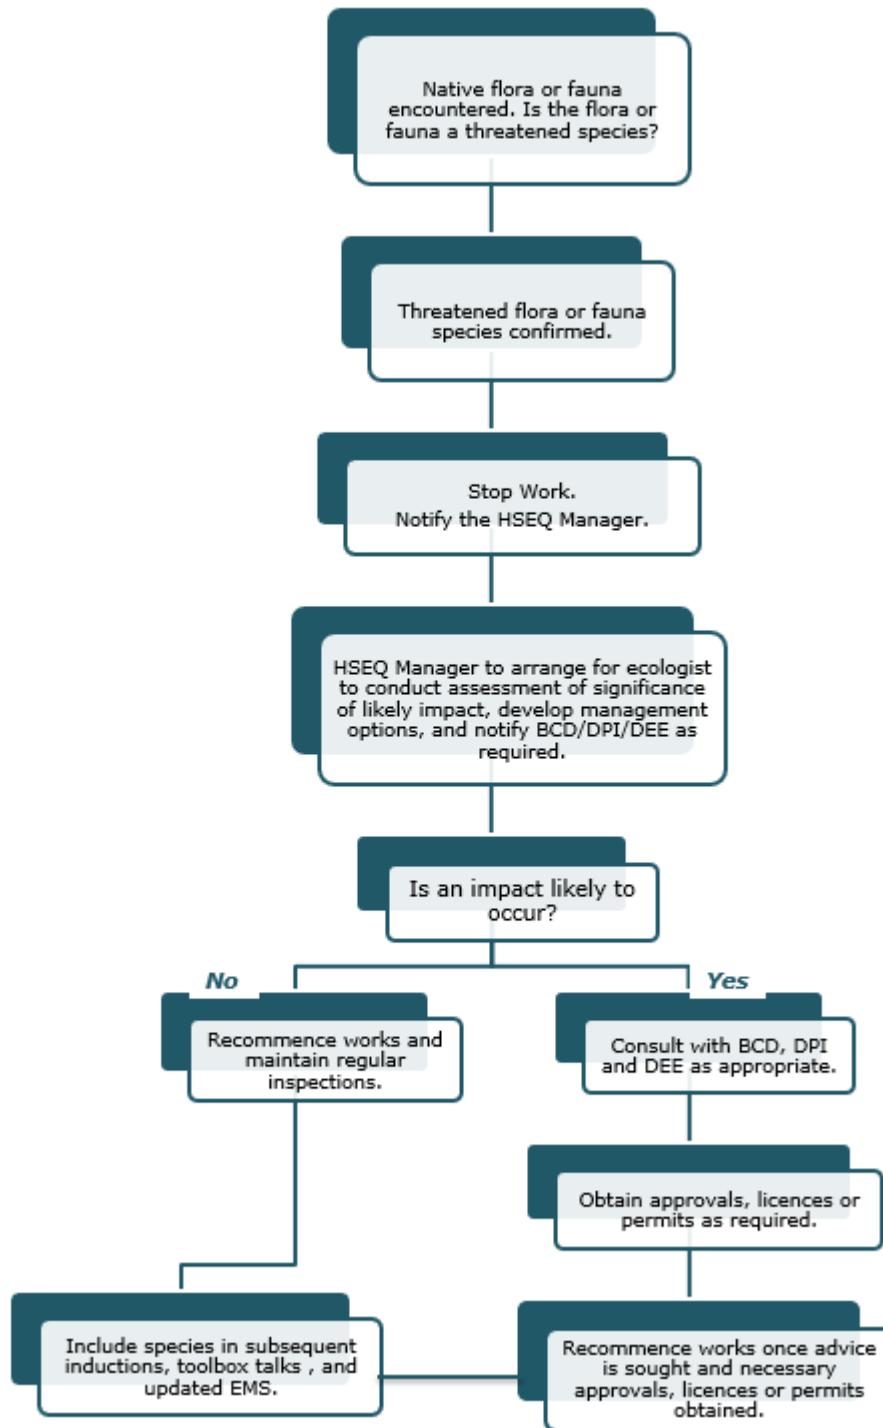 Native flora or fauna
encountered. Is the flora or
fauna a threatened species?
Threatened flora or fauna
species confirmed.
Stop Work.
Notify the HSEQ Manager.
HSEQ Manager to arrange for ecologist
to conduct assessment of significance
of likely impact, develop management
options, and notify BCD/DPI/DEE as
required.
Is an impact likely to
occur?
No
Yes
Recommence works and
maintain regular
inspections.
Consult with BCD, DPI
and DEE as appropriate.
Obtain approvals, licences or
permits as required.
Include species in subsequent
inductions, toolbox talks , and
updated EMS.
Recommence works once advice
is sought and necessary
approvals, licences or permits
obtained.